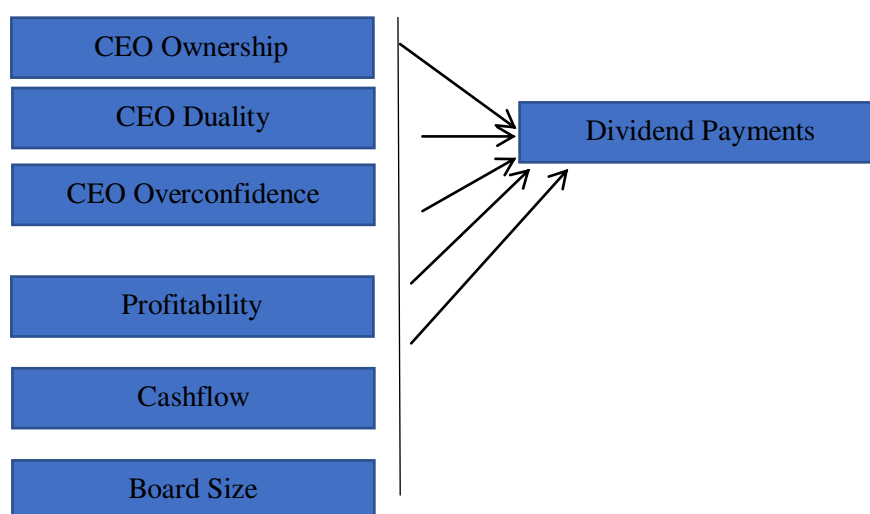 CEO Ownership
CEO Duality
Dividend Payments
CEO Overconfidence
Profitability
Cashflow
Board Size